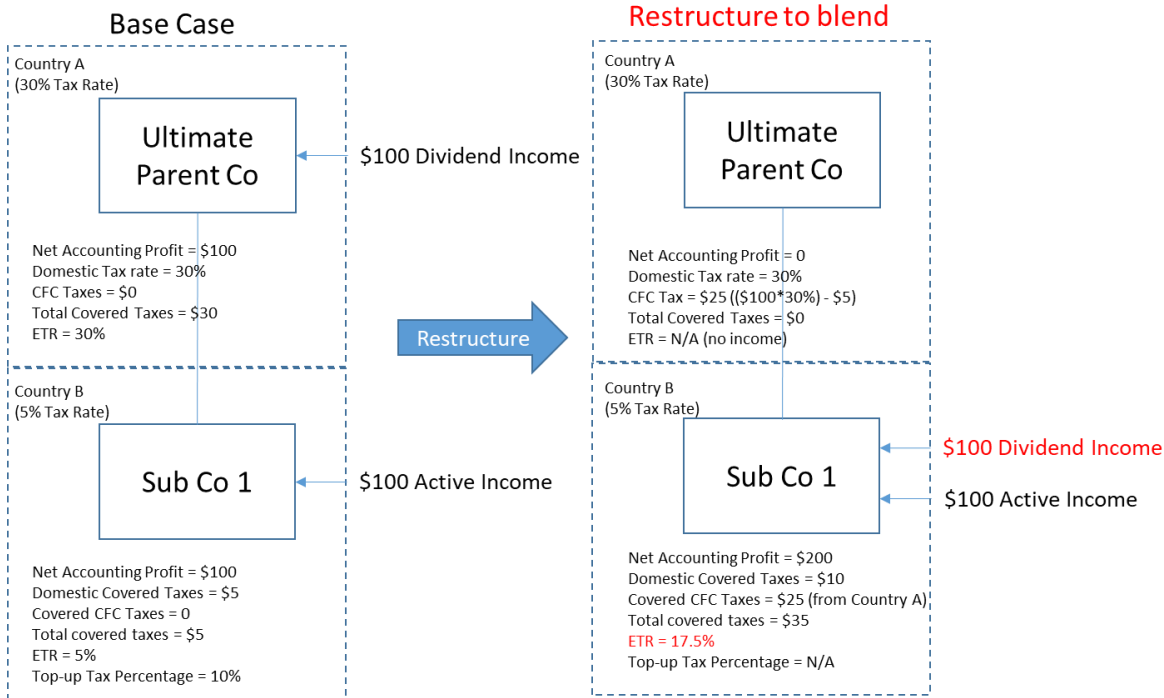 Base Case
Country A
(30% Tax Rate)
Ultimate
Parent Co
$100 Dividend Income
Net Accounting Profit = $100
Domestic Tax rate = 30%
CFC Taxes = $0
Total Covered Taxes = $30
ETR = 30%
Country B
(5% Tax Rate)
Sub Co 1
$100 Active Income
Net Accounting Profit = $100
Domestic Covered Taxes = $5
Covered CFC Taxes = 0
Total covered taxes = $5
ETR = 5%
Top-up Tax Percentage = 10%
Restructure
Restructure to blend
Country A
(30% Tax Rate)
Ultimate
Parent Co
Net Accounting Profit = 0
Domestic Tax rate = 30%
CFC Tax = $25 (($100*30%) - $5)
Total Covered Taxes = $0
ETR = N/A (no income)
Country B
(5% Tax Rate)
Sub Co 1
$100 Dividend Income
$100 Active Income
Net Accounting Profit = $200
Domestic Covered Taxes = $10
Covered CFC Taxes = $25 (from Country A)
Total covered taxes = $35
ETR = 17.5%
Top-up Tax Percentage = N/A